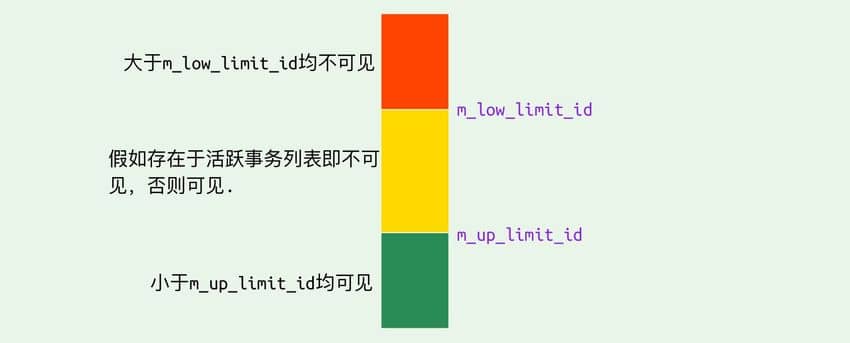 大于m_low_limit_id均不可见
m_low_limit_id
假如存在于活跃事务列表即不可
见，否则可见.
m_up_limit_id
小于m_up_limit_id均可见